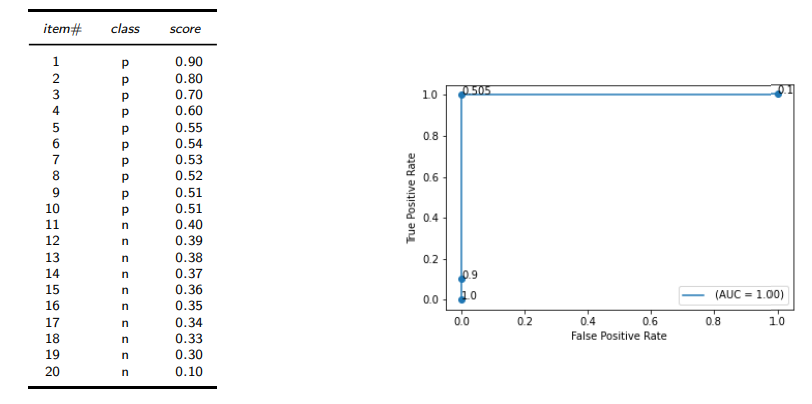 item# class score
1 p 0.90
2 p 0.80
3 p 0.70
4 p 0.60
5 p 0.55
6 p 0.54
7 p 0.53
8 p 0.52
9 p 0.51
10 p 0.51
11 n 0.40
12 n 0.39
13 n 0.38
14 n 0.37
15 n 0.36
16 n 0.35
17 n 0.34
18 n 0.33
19 n 0.30
20 n 0.10
True Positive Rate
1.0
0.8
0.6
0.4
0.2
0.0
0.505
0.1
0.9
1.0
(AUC = 1.00)
0.0 0.2 0.4 0.6 0.8 1.0
False Positive Rate